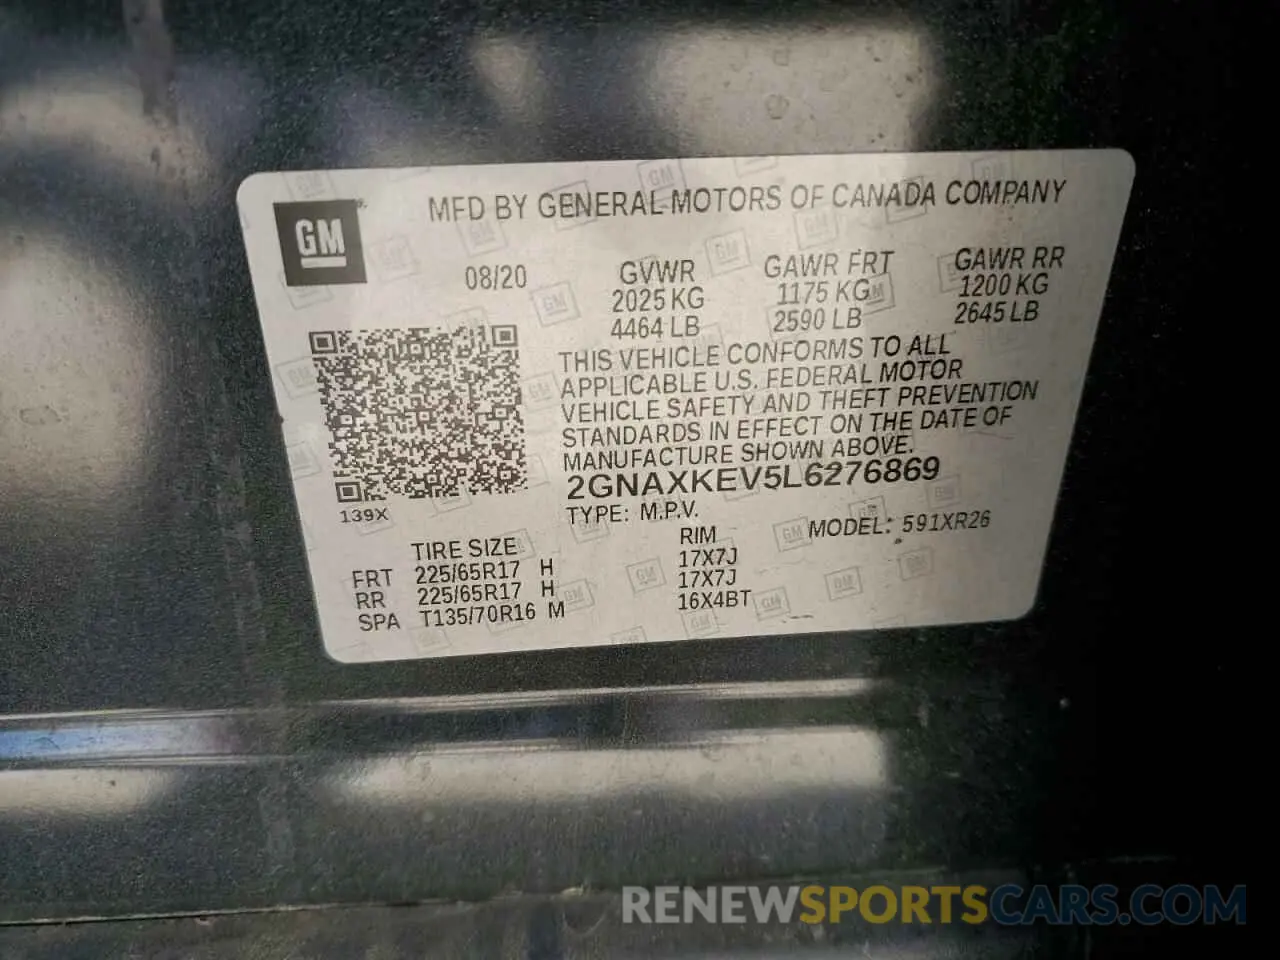 GM
MFD BY GENERAL MOTORS OF CANADA COMPANY
08/20 GVWR GAWR FRT GAWR RR
2025 KG 1175 KG 1200 KG
4464 LB 2590 LB 2645 LB
THIS VEHICLE CONFORMS TO ALL
APPLICABLE U.S. FEDERAL MOTOR
VEHICLE SAFETY AND THEFT PREVENTION
STANDARDS IN EFFECT ON THE DATE OF
MANUFACTURE SHOWN ABOVE.
2GNAXKEV5L6276869
139X
TYPE: M.P.V. MODEL: 591XR26
TIRE SIZE RIM
FRT 225/65R17 H 17X7J
RR 225/65R17 H 17X7J
SPA T135/70R16 M 16X4BT
RENEWSPORTSCARS.COM